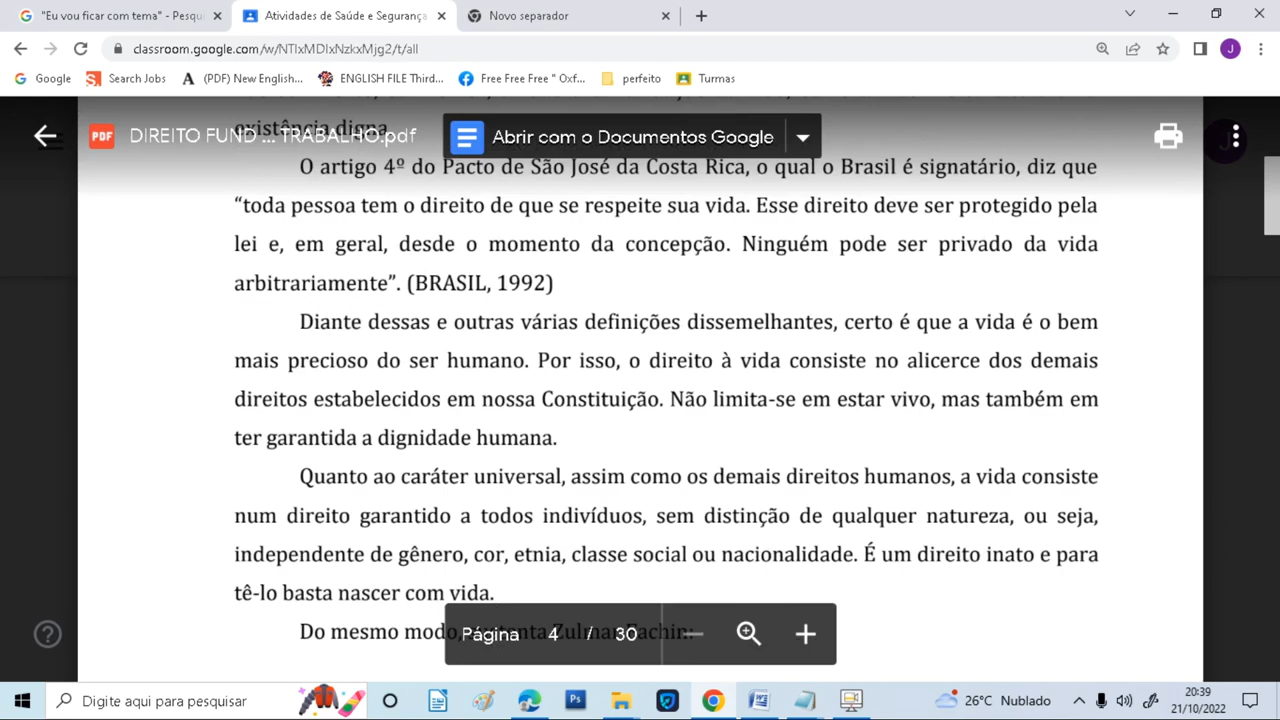 "Eu vou ficar com tema" - Pesqu
Atividades de Saúde e Segurança
Novo separador
classroom.google.com/w/NTIxMDIxNzkxMjg2/t/all
J
Google
Search Jobs
(PDF) New English...
ENGLISH FILE Third...
Free Free Free " Oxf...
perfeito
Turmas
existência digna
PDF
DIREITO FUND ... TRABALHO.pdf
Abrir com o Documentos Google
O artigo 4º do Pacto de São José da Costa Rica, o qual o Brasil é signatário, diz que
“toda pessoa tem o direito de que se respeite sua vida. Esse direito deve ser protegido pela
lei e, em geral, desde o momento da concepção. Ninguém pode ser privado da vida
arbitrariamente”. (BRASIL, 1992)
Diante dessas e outras várias definições dissemelhantes, certo é que a vida é o bem
mais precioso do ser humano. Por isso, o direito à vida consiste no alicerce dos demais
direitos estabelecidos em nossa Constituição. Não limita-se em estar vivo, mas também em
ter garantida a dignidade humana.
Quanto ao caráter universal, assim como os demais direitos humanos, a vida consiste
num direito garantido a todos indivíduos, sem distinção de qualquer natureza, ou seja,
independente de gênero, cor, etnia, classe social ou nacionalidade. É um direito inato e para
tê-lo basta nascer com vida.
Do mesmo modo, sustenta Zulmar Fachin:
Página 4 / 30
Digite aqui para pesquisar
Ps
26°C Nublado
20:39
21/10/2022